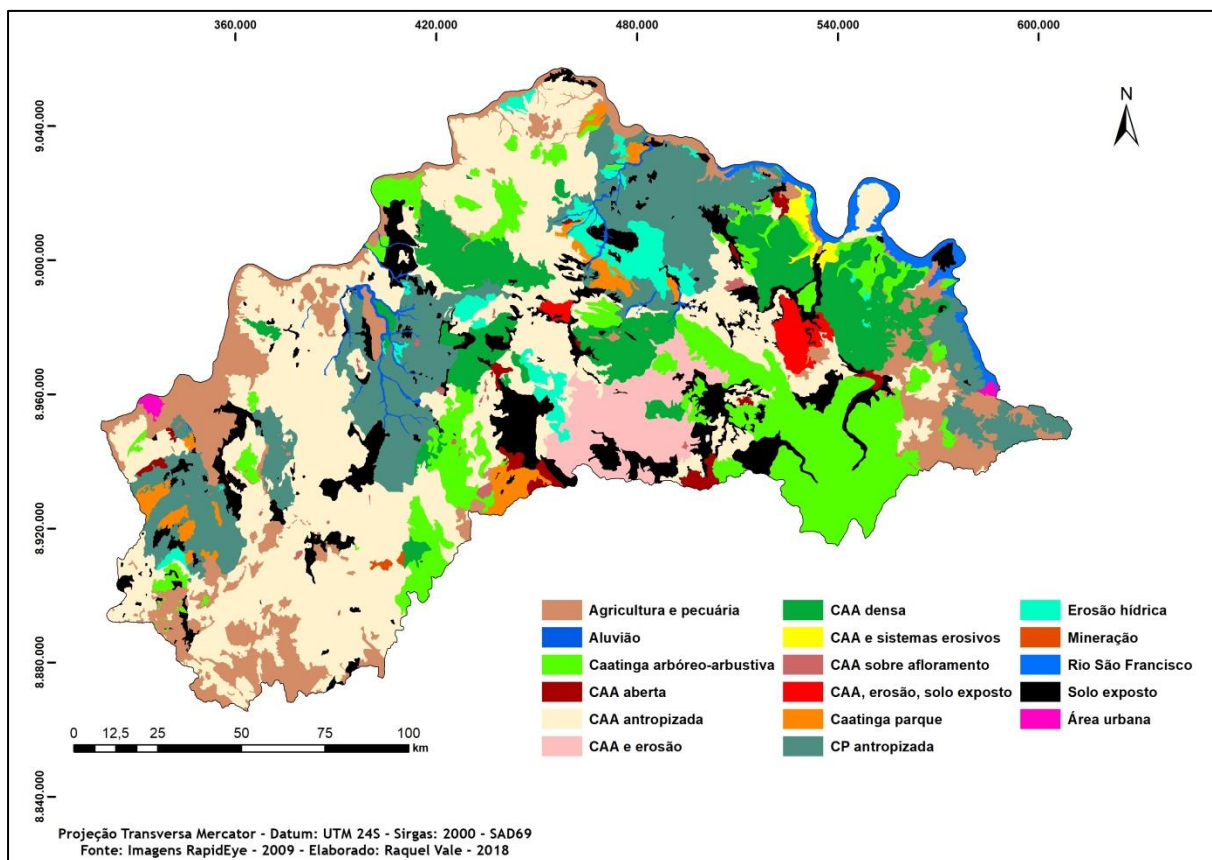 360.000 420.000 480.000 540.000 600.000
N
9.040.000
9.000.000
8.960.000
8.920.000
8.880.000
8.840.000
Agricultura e pecuária
Aluvião
Caatinga arbóreo-arbustiva
CAA aberta
CAA antropizada
CAA e erosão
CAA densa
CAA e sistemas erosivos
CAA sobre afloramento
CAA, erosão, solo exposto
Caatinga parque
CP antropizada
Erosão hídrica
Mineração
Rio São Francisco
Solo exposto
Área urbana
0 12,5 25 50 75 100
km
Projeção Transversa Mercator - Datum: UTM 24S - Sirgas: 2000 - SAD69
Fonte: Imagens RapidEye - 2009 - Elaborado: Raquel Vale - 2018